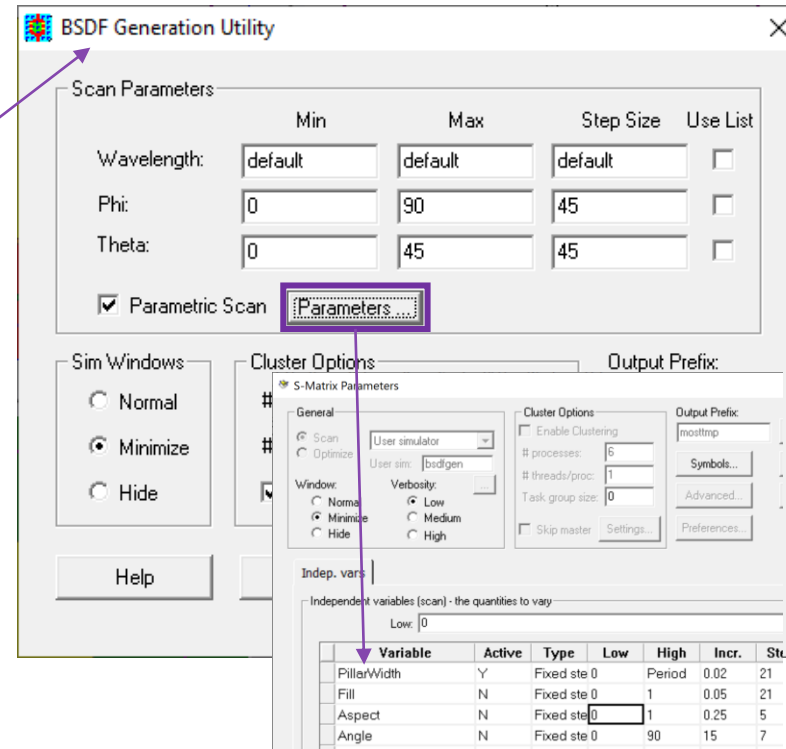 BSDF Generation Utility
Scan Parameters
Min Max Step Size Use List
Wavelength: default default default
Phi: 0 90 45
Theta: 0 45 45
Parametric Scan Parameters ...
Sim Windows
Normal
Minimize
Hide
Cluster Options
#
#
Output Prefix:
Help
S-Matrix Parameters
General
Scan
Optimize
User simulator
User sim: bsdfgen
Window:
Normal
Minimize
Hide
Verbosity: ...
Low
Medium
High
Cluster Options
Enable Clustering
# processes: 6
# threads/proc: 1
Task group size: 0
Skip master Settings...
Output Prefix:
mosttmp
Symbols...
Advanced...
Preferences...
Indep. vars
Independent variables (scan) - the quantities to vary
Low: 0
Variable Active Type Low High Incr.
PillarWidth Y Fixed ste 0 Period 0.02 21
Fill N Fixed ste 0 1 0.05 21
Aspect N Fixed ste 0 1 0.25 5
Angle N Fixed ste 0 90 15 7